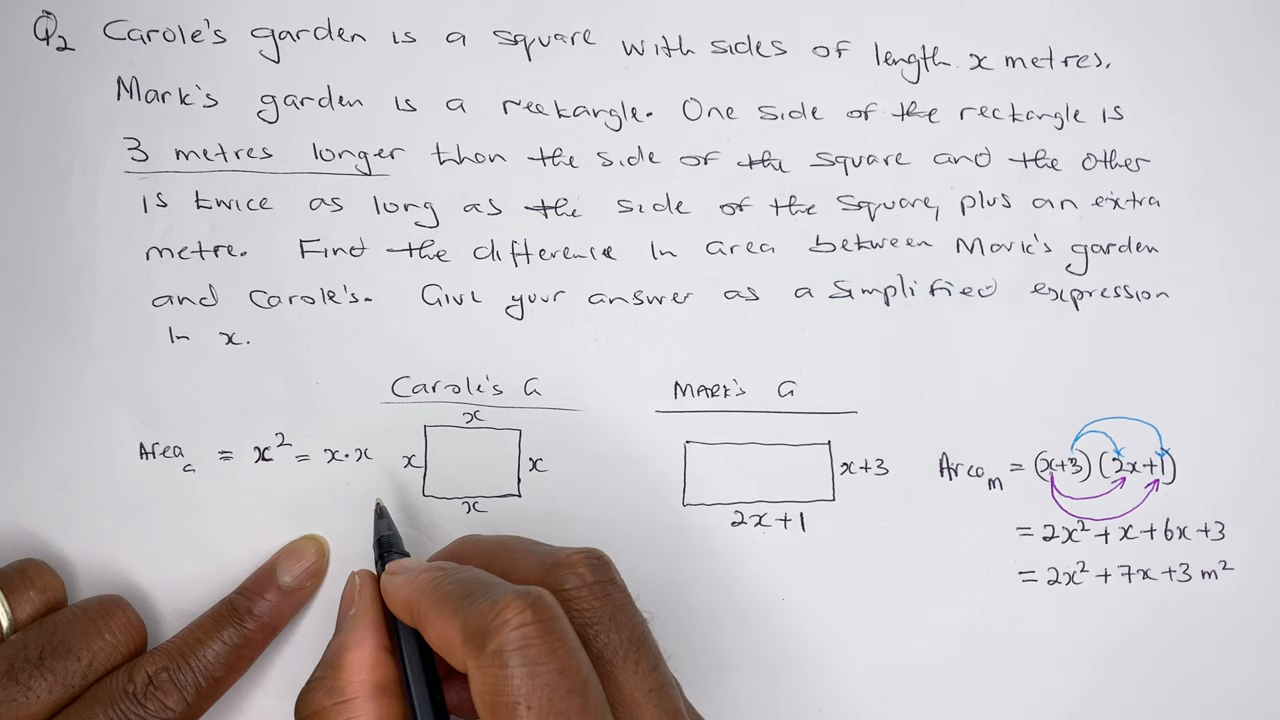 Q2 Carole's garden is a square with sides of length x metres.
Mark's garden is a rectangle. One side of the rectangle is
3 metres longer than the side of the square and the other
is twice as long as the side of the square, plus an extra
metre. Find the difference in area between Mark's garden
and Carole's. Give your answer as a simplified expression
in x.
Carole's G
MARK'S G
x
Area_c = x² = x·x
x
x
x
x+3
2x+1
Area_M = (x+3)(2x+1)
= 2x² + x + 6x + 3
= 2x² + 7x + 3 m²